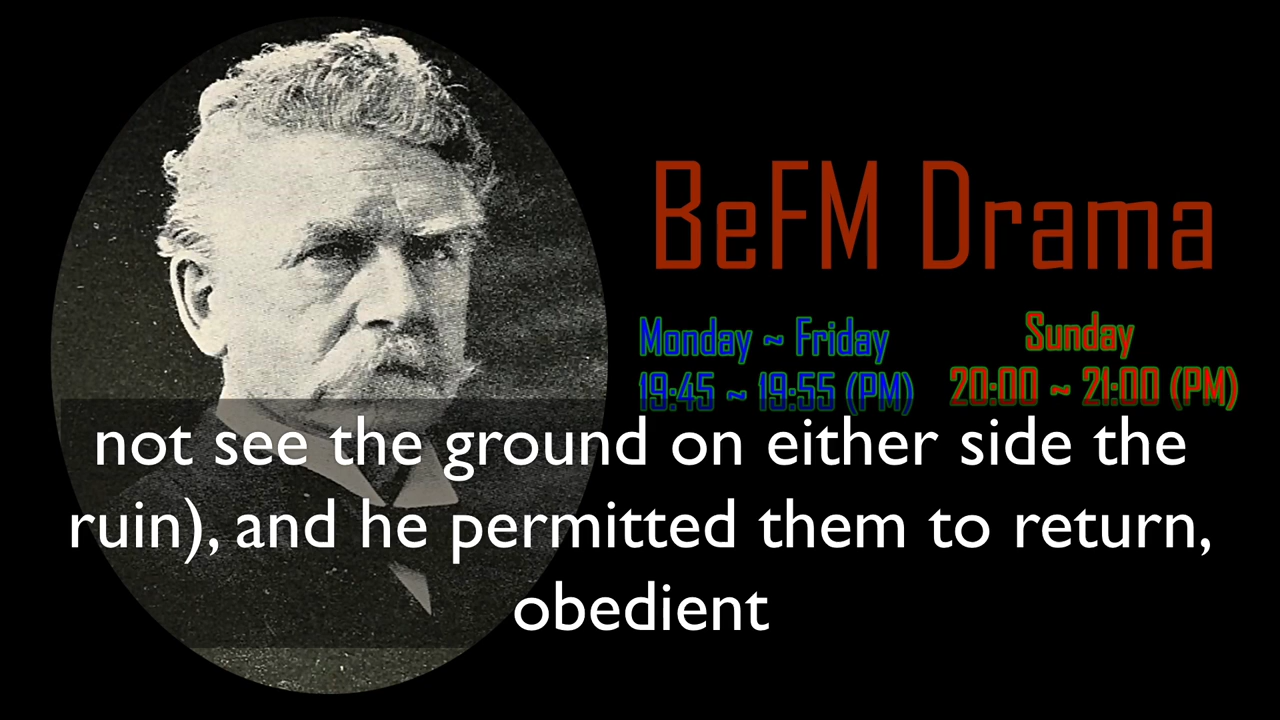 BeFM Drama
Monday ~ Friday
19:45 ~ 19:55 (PM)
Sunday
20:00 ~ 21:00 (PM)
not see the ground on either side the
ruin), and he permitted them to return,
obedient